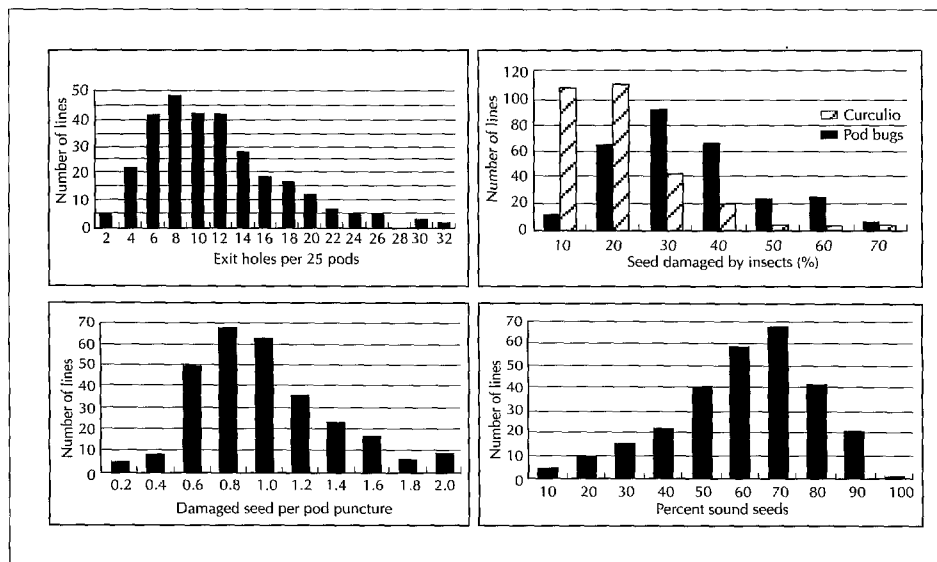 Number of lines
50
40
30
20
10
0
2 4 6 8 10 12 14 16 18 20 22 24 26 28 30 32
Exit holes per 25 pods
Number of lines
120
100
80
60
40
20
0
Curculio
Pod bugs
10 20 30 40 50 60 70
Seed damaged by insects (%)
Number of lines
70
60
50
40
30
20
10
0
0.2 0.4 0.6 0.8 1.0 1.2 1.4 1.6 1.8 2.0
Damaged seed per pod puncture
Number of lines
70
60
50
40
30
20
10
0
10 20 30 40 50 60 70 80 90 100
Percent sound seeds